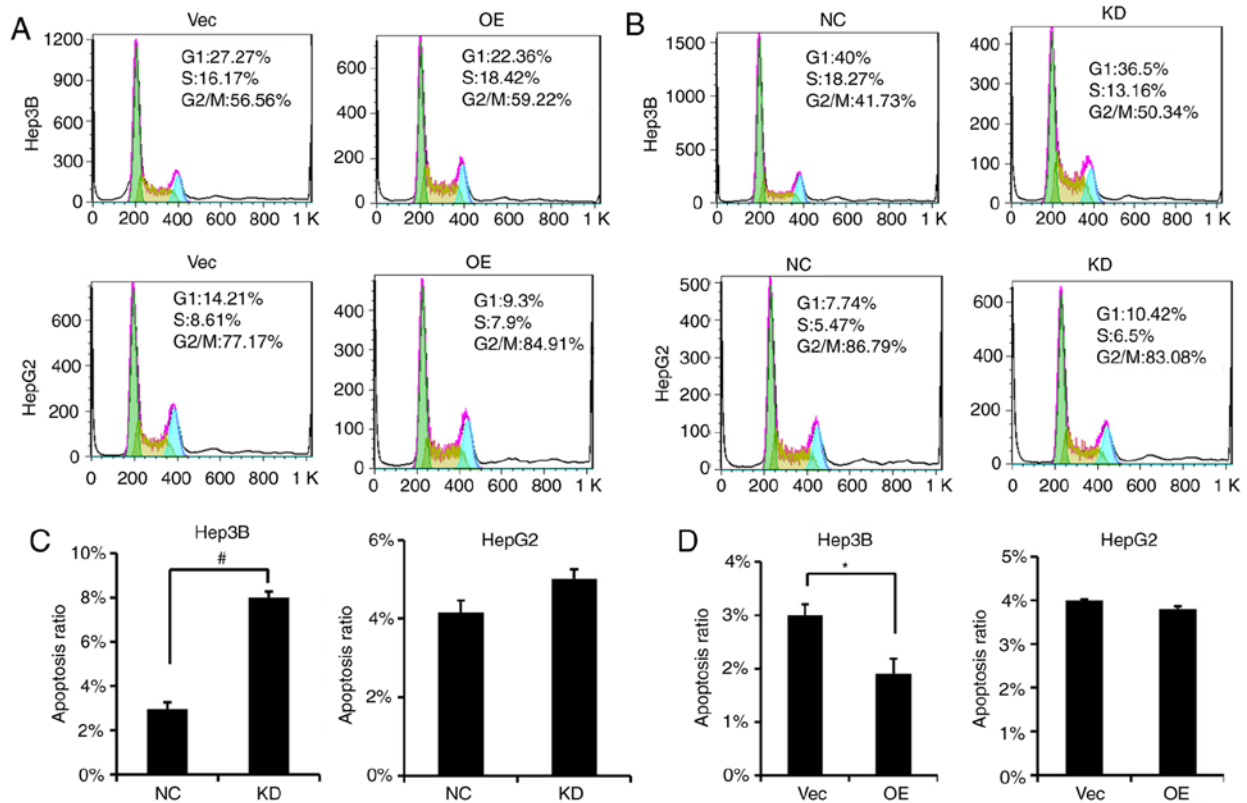 A
Vec
Hep3B
1200
900
600
300
0
G1:27.27%
S:16.17%
G2/M:56.56%
0 200 400 600 800 1 K
OE
600
400
200
0
G1:22.36%
S:18.42%
G2/M:59.22%
0 200 400 600 800 1 K
B
NC
Hep3B
1500
1000
500
0
G1:40%
S:18.27%
G2/M:41.73%
0 200 400 600 800 1 K
KD
400
300
200
100
0
G1:36.5%
S:13.16%
G2/M:50.34%
0 200 400 600 800 1 K
Vec
HepG2
600
400
200
0
G1:14.21%
S:8.61%
G2/M:77.17%
0 200 400 600 800 1 K
OE
400
300
200
100
0
G1:9.3%
S:7.9%
G2/M:84.91%
0 200 400 600 800 1 K
NC
HepG2
500
400
300
200
100
0
G1:7.74%
S:5.47%
G2/M:86.79%
0 200 400 600 800 1 K
KD
600
400
200
0
G1:10.42%
S:6.5%
G2/M:83.08%
0 200 400 600 800 1 K
C
Hep3B
Apoptosis ratio
10%
8%
6%
4%
2%
0%
#
NC KD
HepG2
Apoptosis ratio
6%
4%
2%
0%
NC KD
D
Hep3B
Apoptosis ratio
4%
3%
2%
1%
0%
*
Vec OE
HepG2
Apoptosis ratio
5%
4%
3%
2%
1%
0%
Vec OE